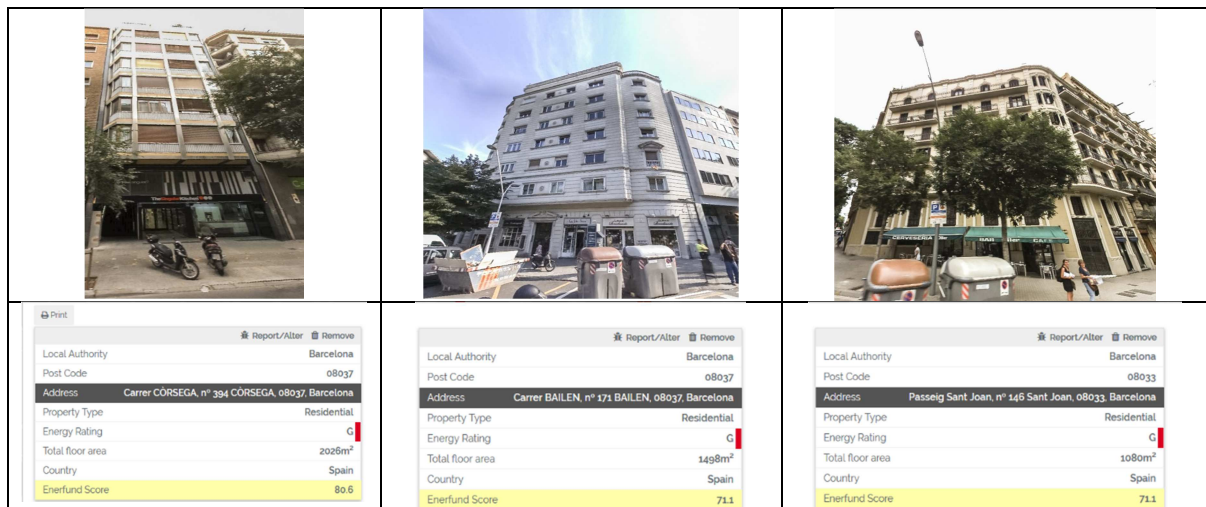 TheSingularKitchen
CERVESERIA Bar
BAR Iller CAFE
Print
Report/Alter Remove
Local Authority Barcelona
Post Code 08037
Address Carrer CÒRSEGA, nº 394 CÒRSEGA, 08037, Barcelona
Property Type Residential
Energy Rating G
Total floor area 2026m²
Country Spain
Enerfund Score 80.6
Report/Alter Remove
Local Authority Barcelona
Post Code 08037
Address Carrer BAILEN, nº 171 BAILEN, 08037, Barcelona
Property Type Residential
Energy Rating G
Total floor area 1498m²
Country Spain
Enerfund Score 71.1
Report/Alter Remove
Local Authority Barcelona
Post Code 08033
Address Passeig Sant Joan, nº 146 Sant Joan, 08033, Barcelona
Property Type Residential
Energy Rating G
Total floor area 1080m²
Country Spain
Enerfund Score 71.1